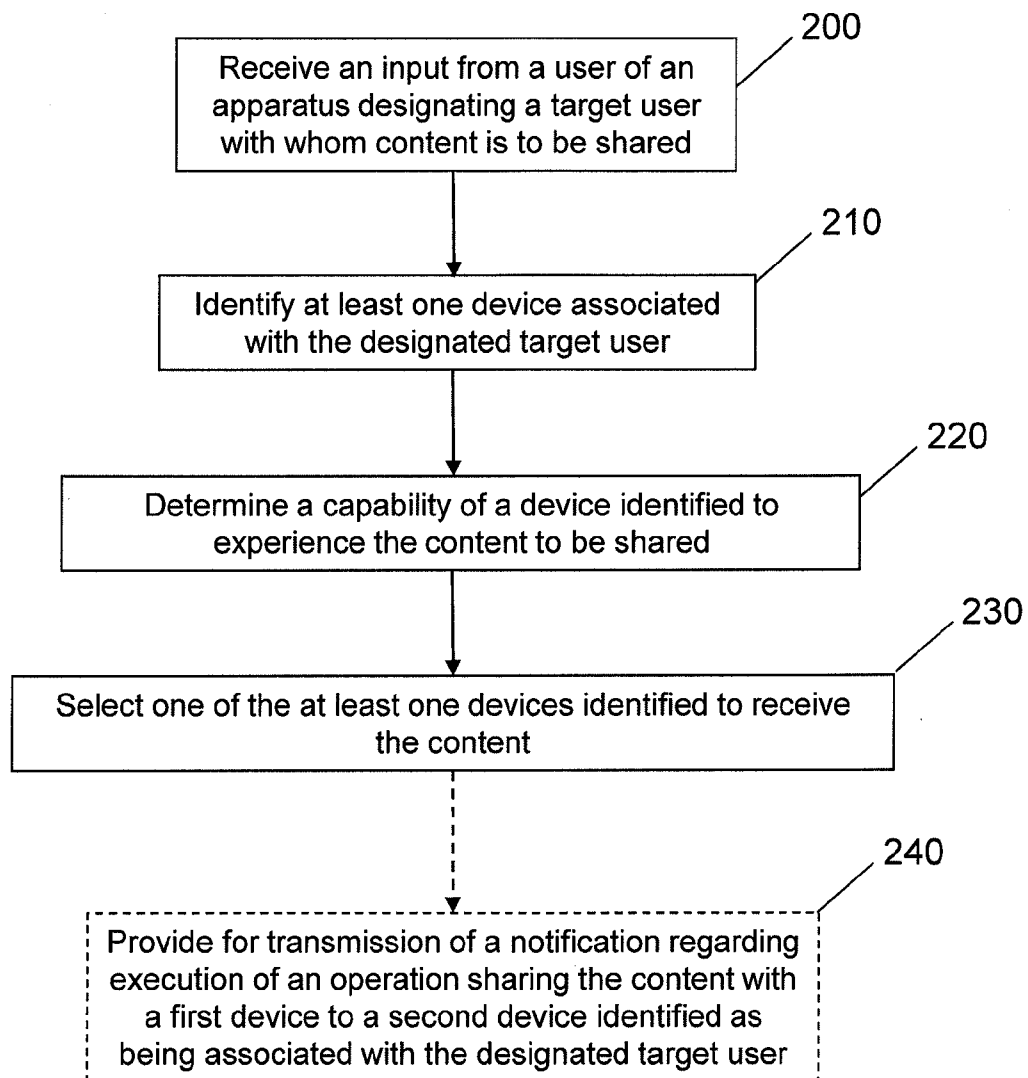 200
Receive an input from a user of an
apparatus designating a target user
with whom content is to be shared
210
Identify at least one device associated
with the designated target user
220
Determine a capability of a device identified to
experience the content to be shared
230
Select one of the at least one devices identified to receive
the content
240
Provide for transmission of a notification regarding
execution of an operation sharing the content with
a first device to a second device identified as
being associated with the designated target user